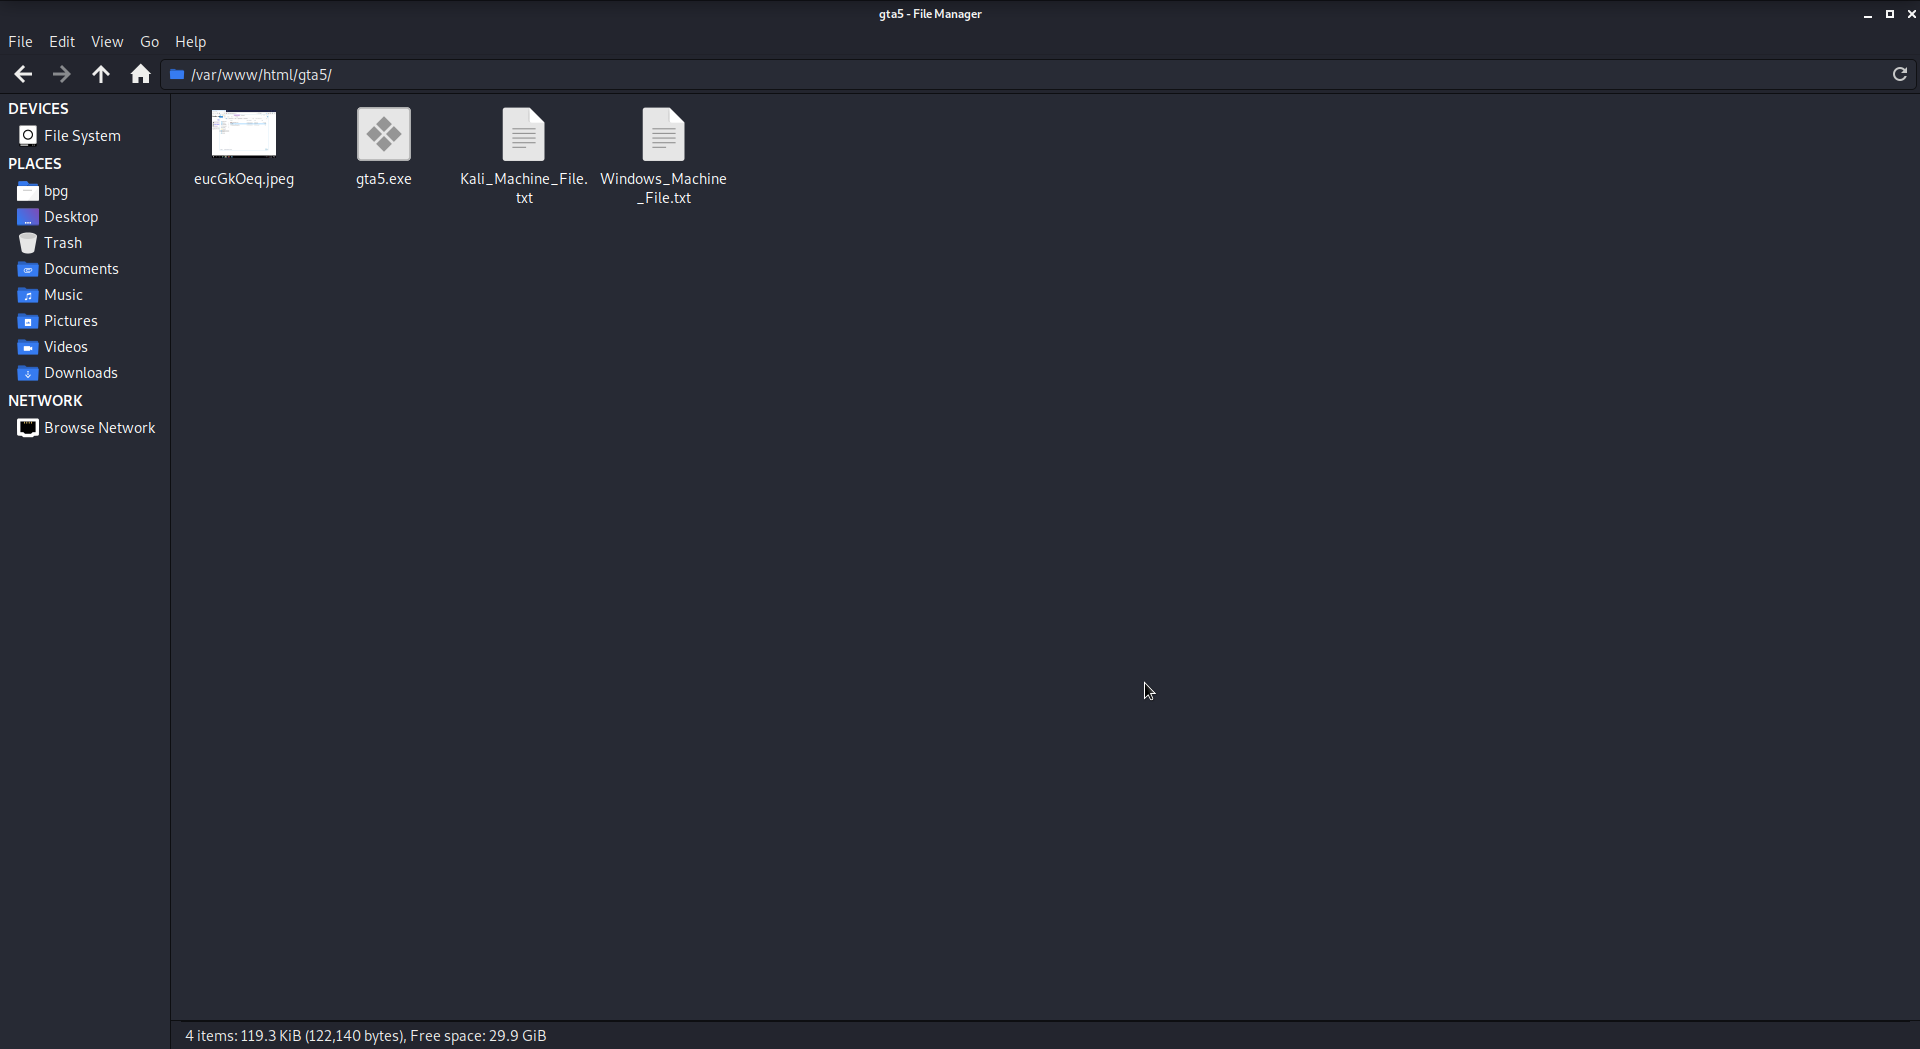 gta5 - File Manager
File Edit View Go Help
/var/www/html/gta5/
DEVICES
File System
PLACES
bpg
Desktop
Trash
Documents
Music
Pictures
Videos
Downloads
NETWORK
Browse Network
eucGkOeq.jpeg
gta5.exe
Kali_Machine_File.
txt
Windows_Machine
_File.txt
4 items: 119.3 KiB (122,140 bytes), Free space: 29.9 GiB